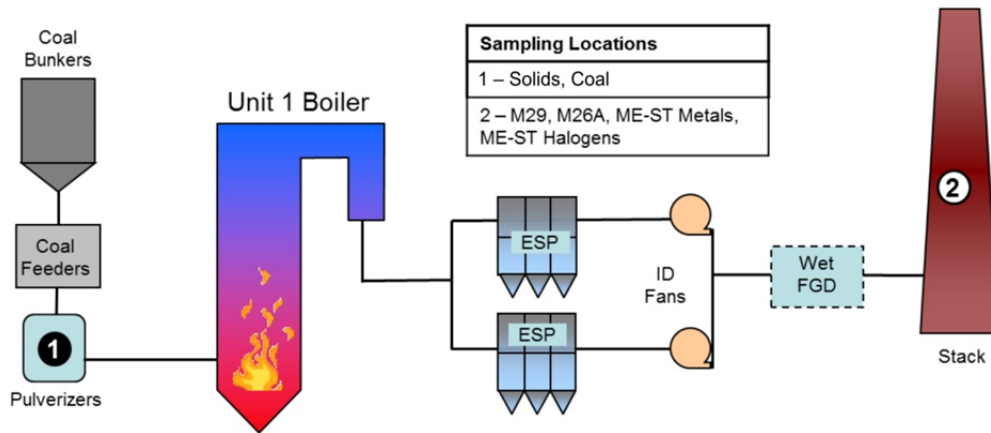 Coal
Bunkers
Coal
Feeders
1
Pulverizers
Unit 1 Boiler
Sampling Locations
1 – Solids, Coal
2 – M29, M26A, ME-ST Metals,
ME-ST Halogens
ESP
ESP
ID
Fans
Wet
FGD
2
Stack